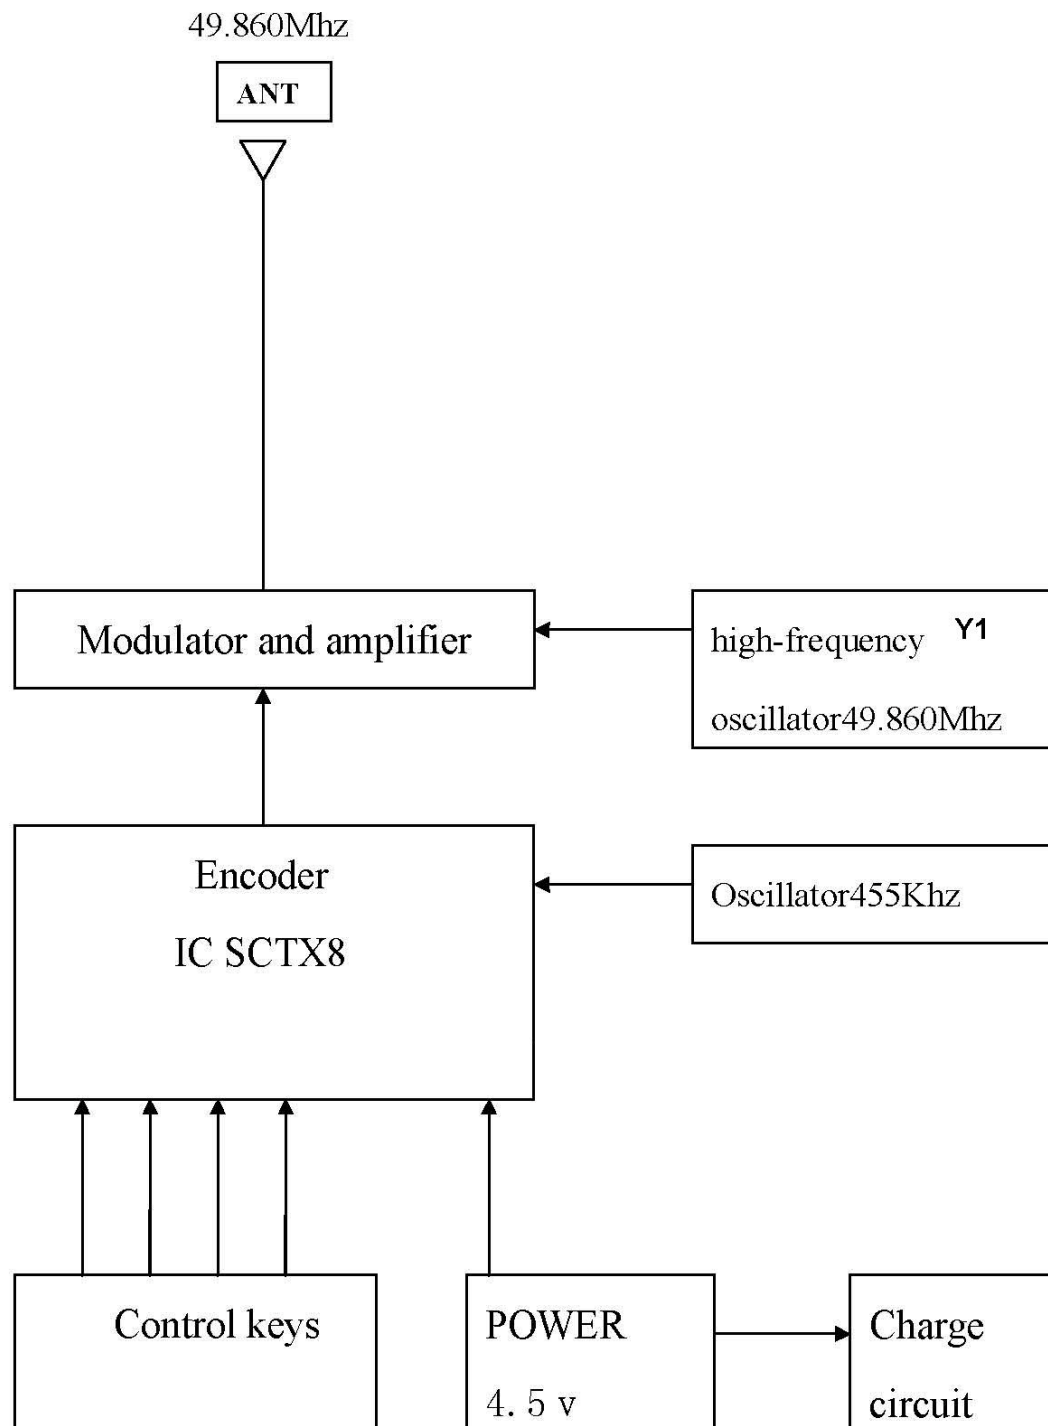 49.860Mhz
ANT
Modulator and amplifier
high-frequency Y1
oscillator49.860Mhz
Encoder
IC SCTX8
Oscillator455Khz
Control keys
POWER
4. 5 v
Charge
circuit